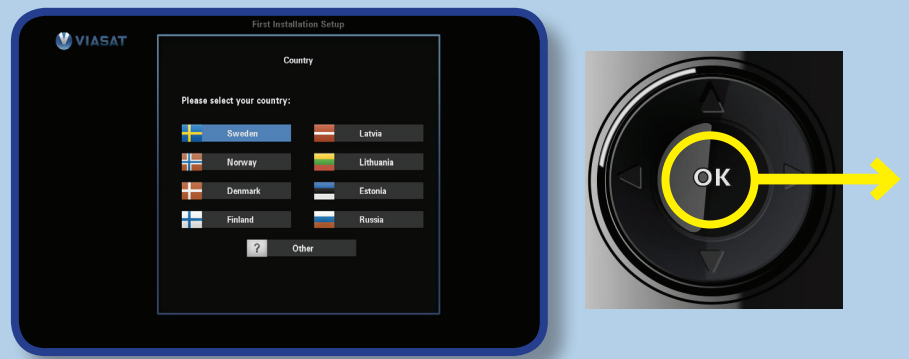 First Installation Setup
VIASAT
Country
Please select your country:
Sweden
Latvia
Norway
Lithuania
Denmark
Estonia
Finland
Russia
? Other
OK